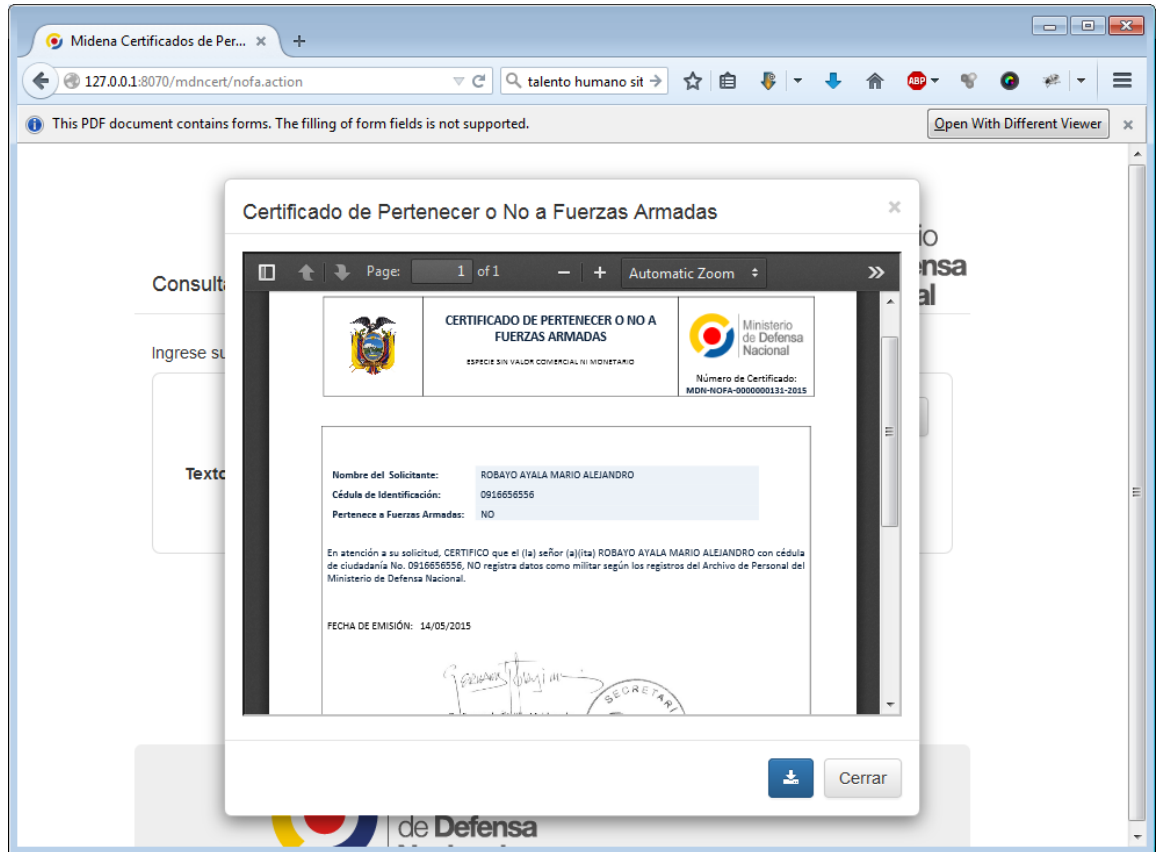 Midena Certificados de Per...
127.0.0.1:8070/mdncert/nofa.action
talento humano sit
ABP
This PDF document contains forms. The filling of form fields is not supported.
Open With Different Viewer
Certificado de Pertenecer o No a Fuerzas Armadas
Page: 1 of 1
Automatic Zoom
io
ensa
al
Consult
Ingrese su
Texto
CERTIFICADO DE PERTENECER O NO A
FUERZAS ARMADAS
ESPECIE SIN VALOR COMERCIAL NI MONETARIO
Ministerio
de Defensa
Nacional
Número de Certificado:
MDN-NOFA-0000000131-2015
Nombre del Solicitante: ROBAYO AYALA MARIO ALEJANDRO
Cédula de Identificación: 0916656556
Pertenece a Fuerzas Armadas: NO
En atención a su solicitud, CERTIFICO que el (la) señor (a)(ita) ROBAYO AYALA MARIO ALEJANDRO con cédula
de ciudadanía No. 0916656556, NO registra datos como militar según los registros del Archivo de Personal del
Ministerio de Defensa Nacional.
FECHA DE EMISIÓN: 14/05/2015
SECRETARI
Cerrar
de Defensa